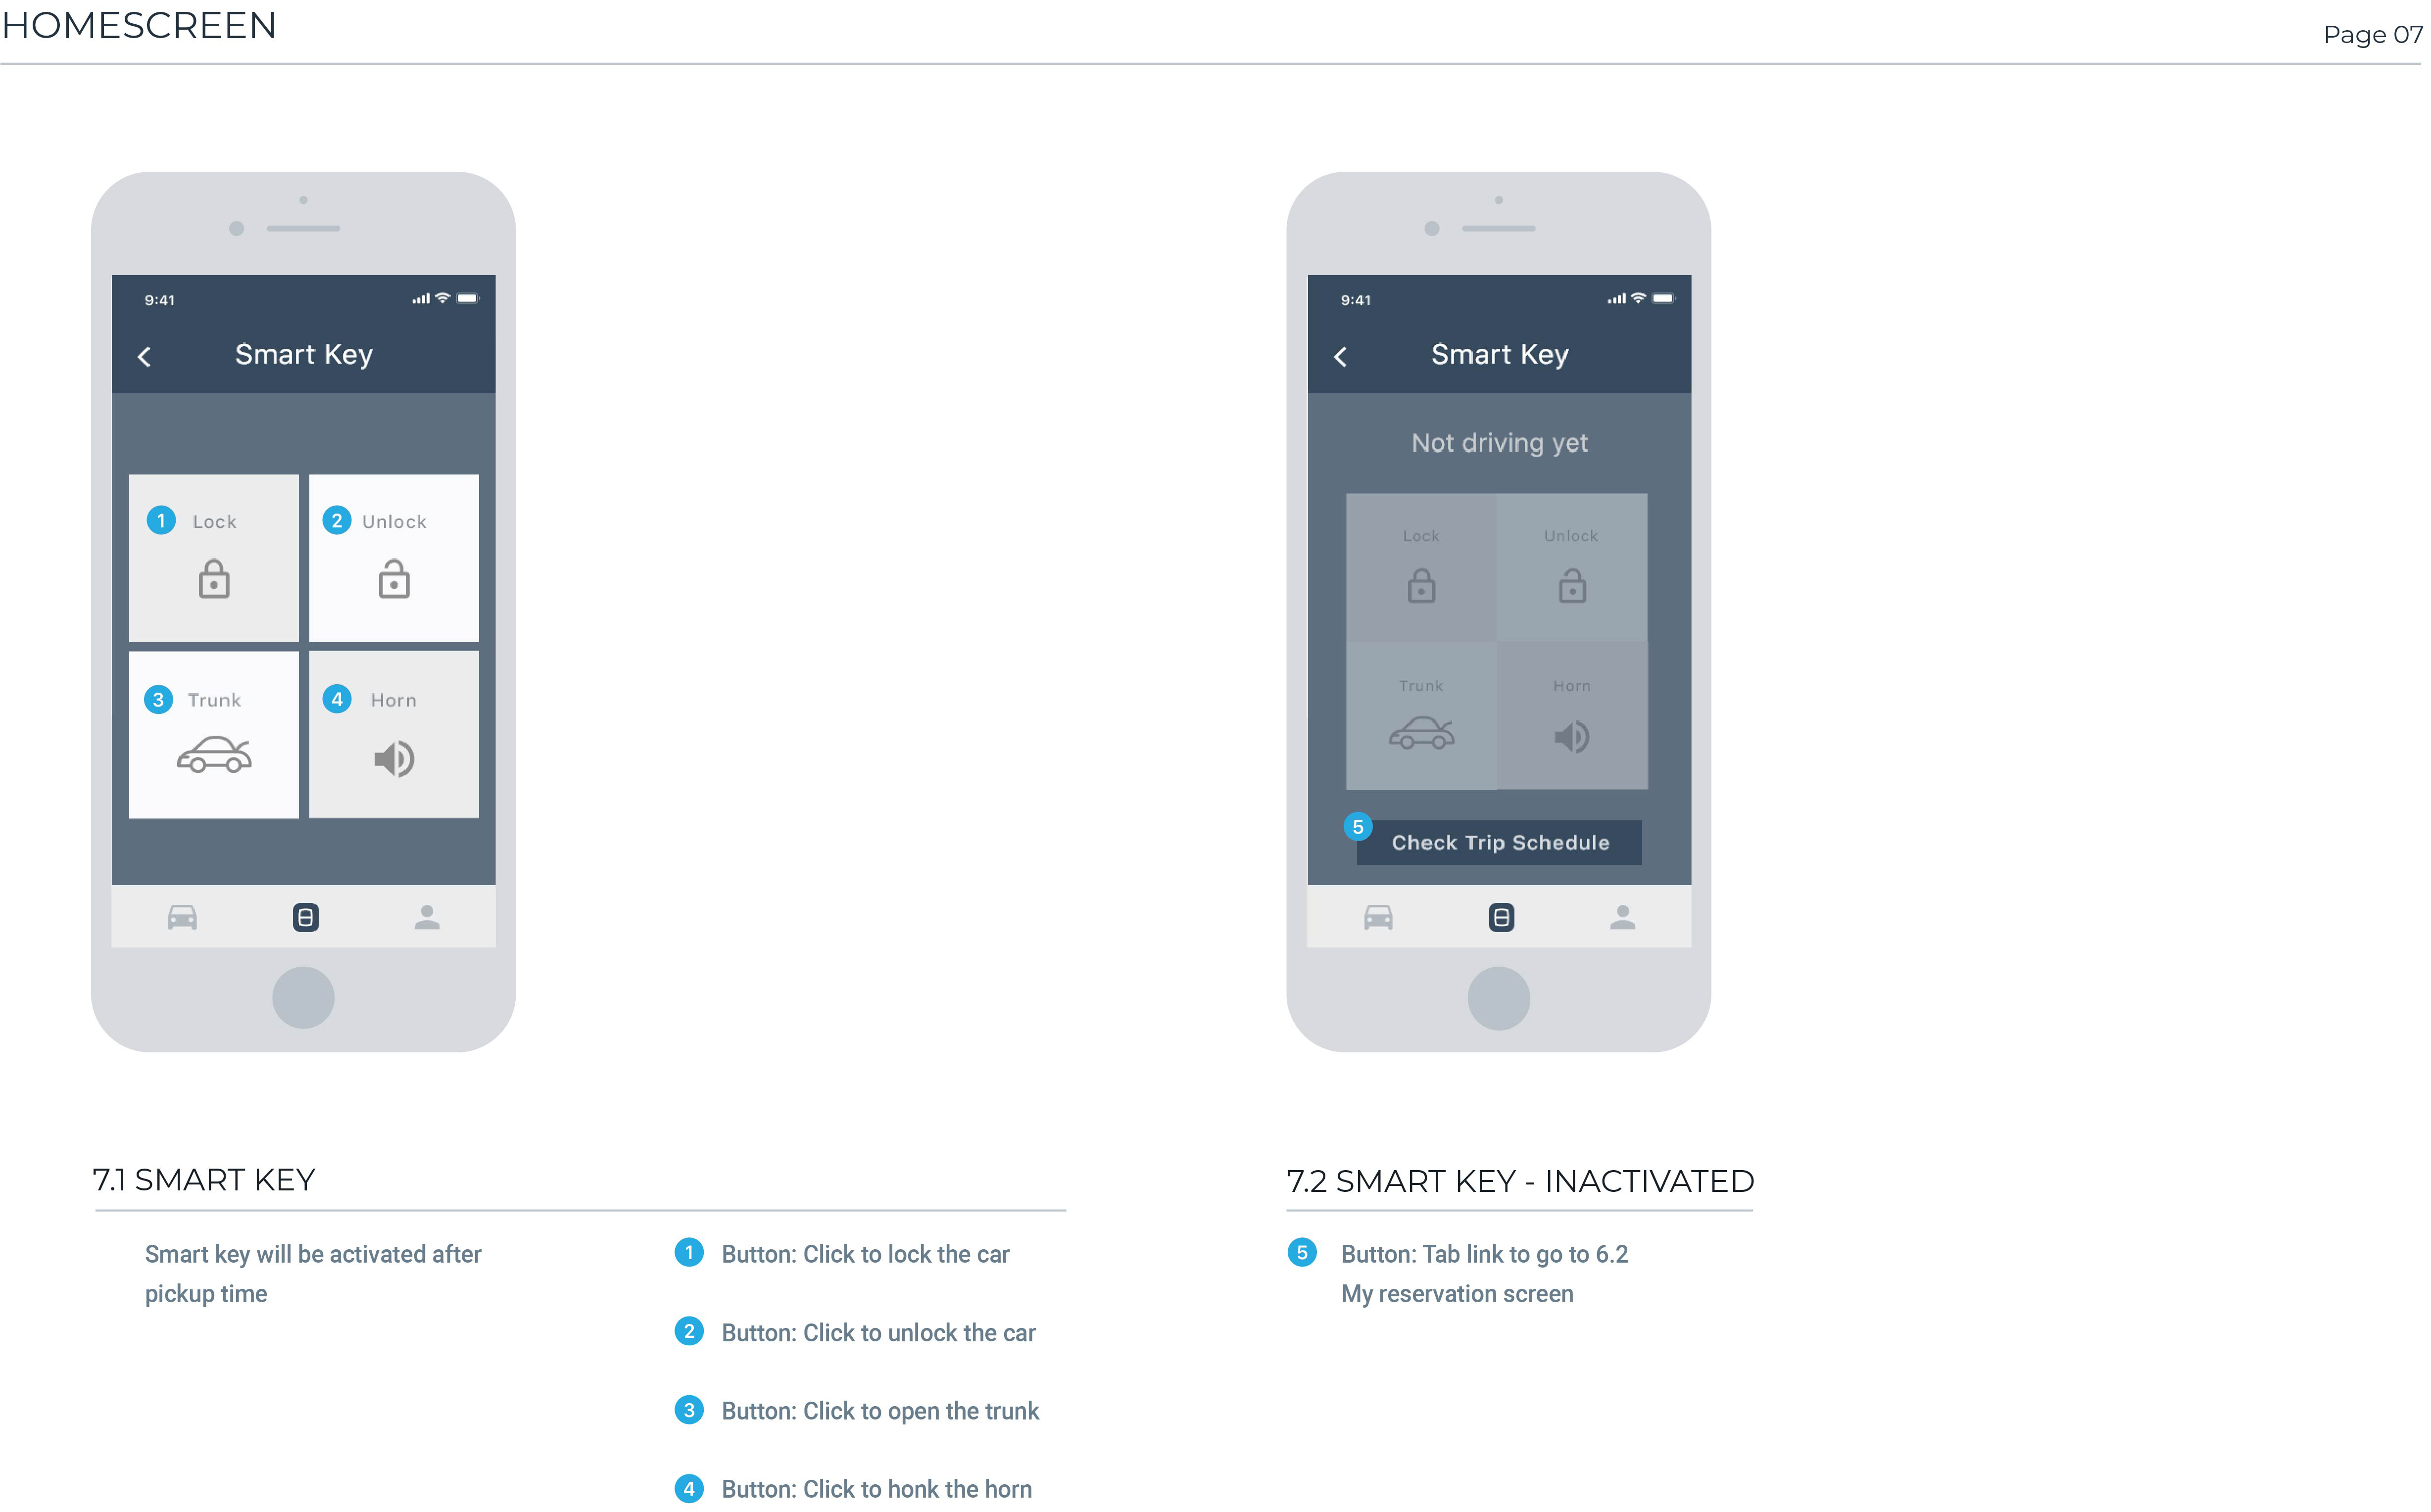 HOMESCREEN
Page 07
9:41
Smart Key
1 Lock
2 Unlock
3 Trunk
4 Horn
9:41
Smart Key
Not driving yet
Lock
Unlock
Trunk
Horn
5 Check Trip Schedule
7.1 SMART KEY
Smart key will be activated after
pickup time
1 Button: Click to lock the car
2 Button: Click to unlock the car
3 Button: Click to open the trunk
4 Button: Click to honk the horn
7.2 SMART KEY - INACTIVATED
5 Button: Tab link to go to 6.2
My reservation screen